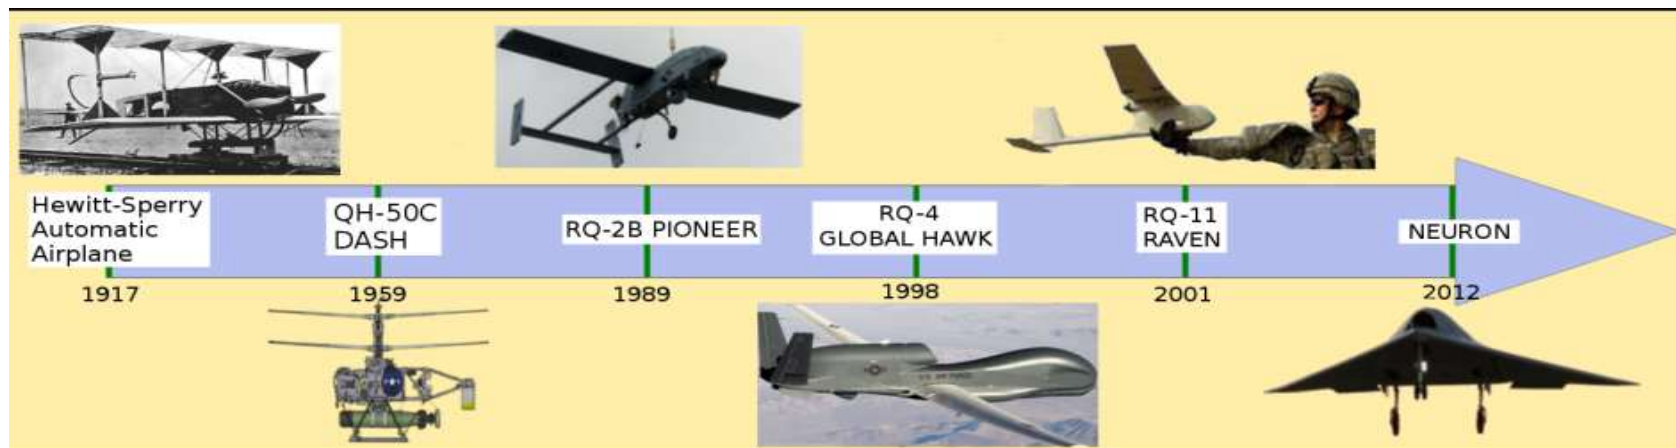 Hewitt-Sperry
Automatic
Airplane
QH-50C
DASH
RQ-2B PIONEER
RQ-4
GLOBAL HAWK
RQ-11
RAVEN
NEURON
1917
1959
1989
1998
2001
2012